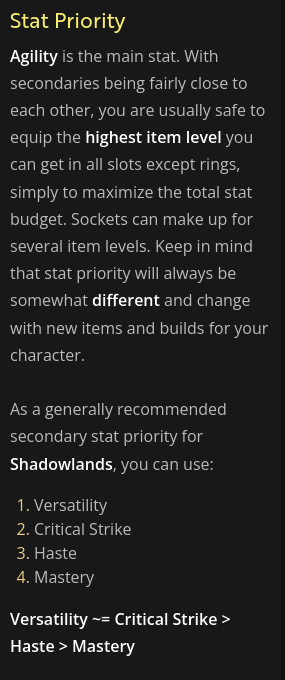 Stat Priority
Agility is the main stat. With
secondaries being fairly close to
each other, you are usually safe to
equip the highest item level you
can get in all slots except rings,
simply to maximize the total stat
budget. Sockets can make up for
several item levels. Keep in mind
that stat priority will always be
somewhat different and change
with new items and builds for your
character.
As a generally recommended
secondary stat priority for
Shadowlands, you can use:
1. Versatility
2. Critical Strike
3. Haste
4. Mastery
Versatility ~= Critical Strike >
Haste > Mastery